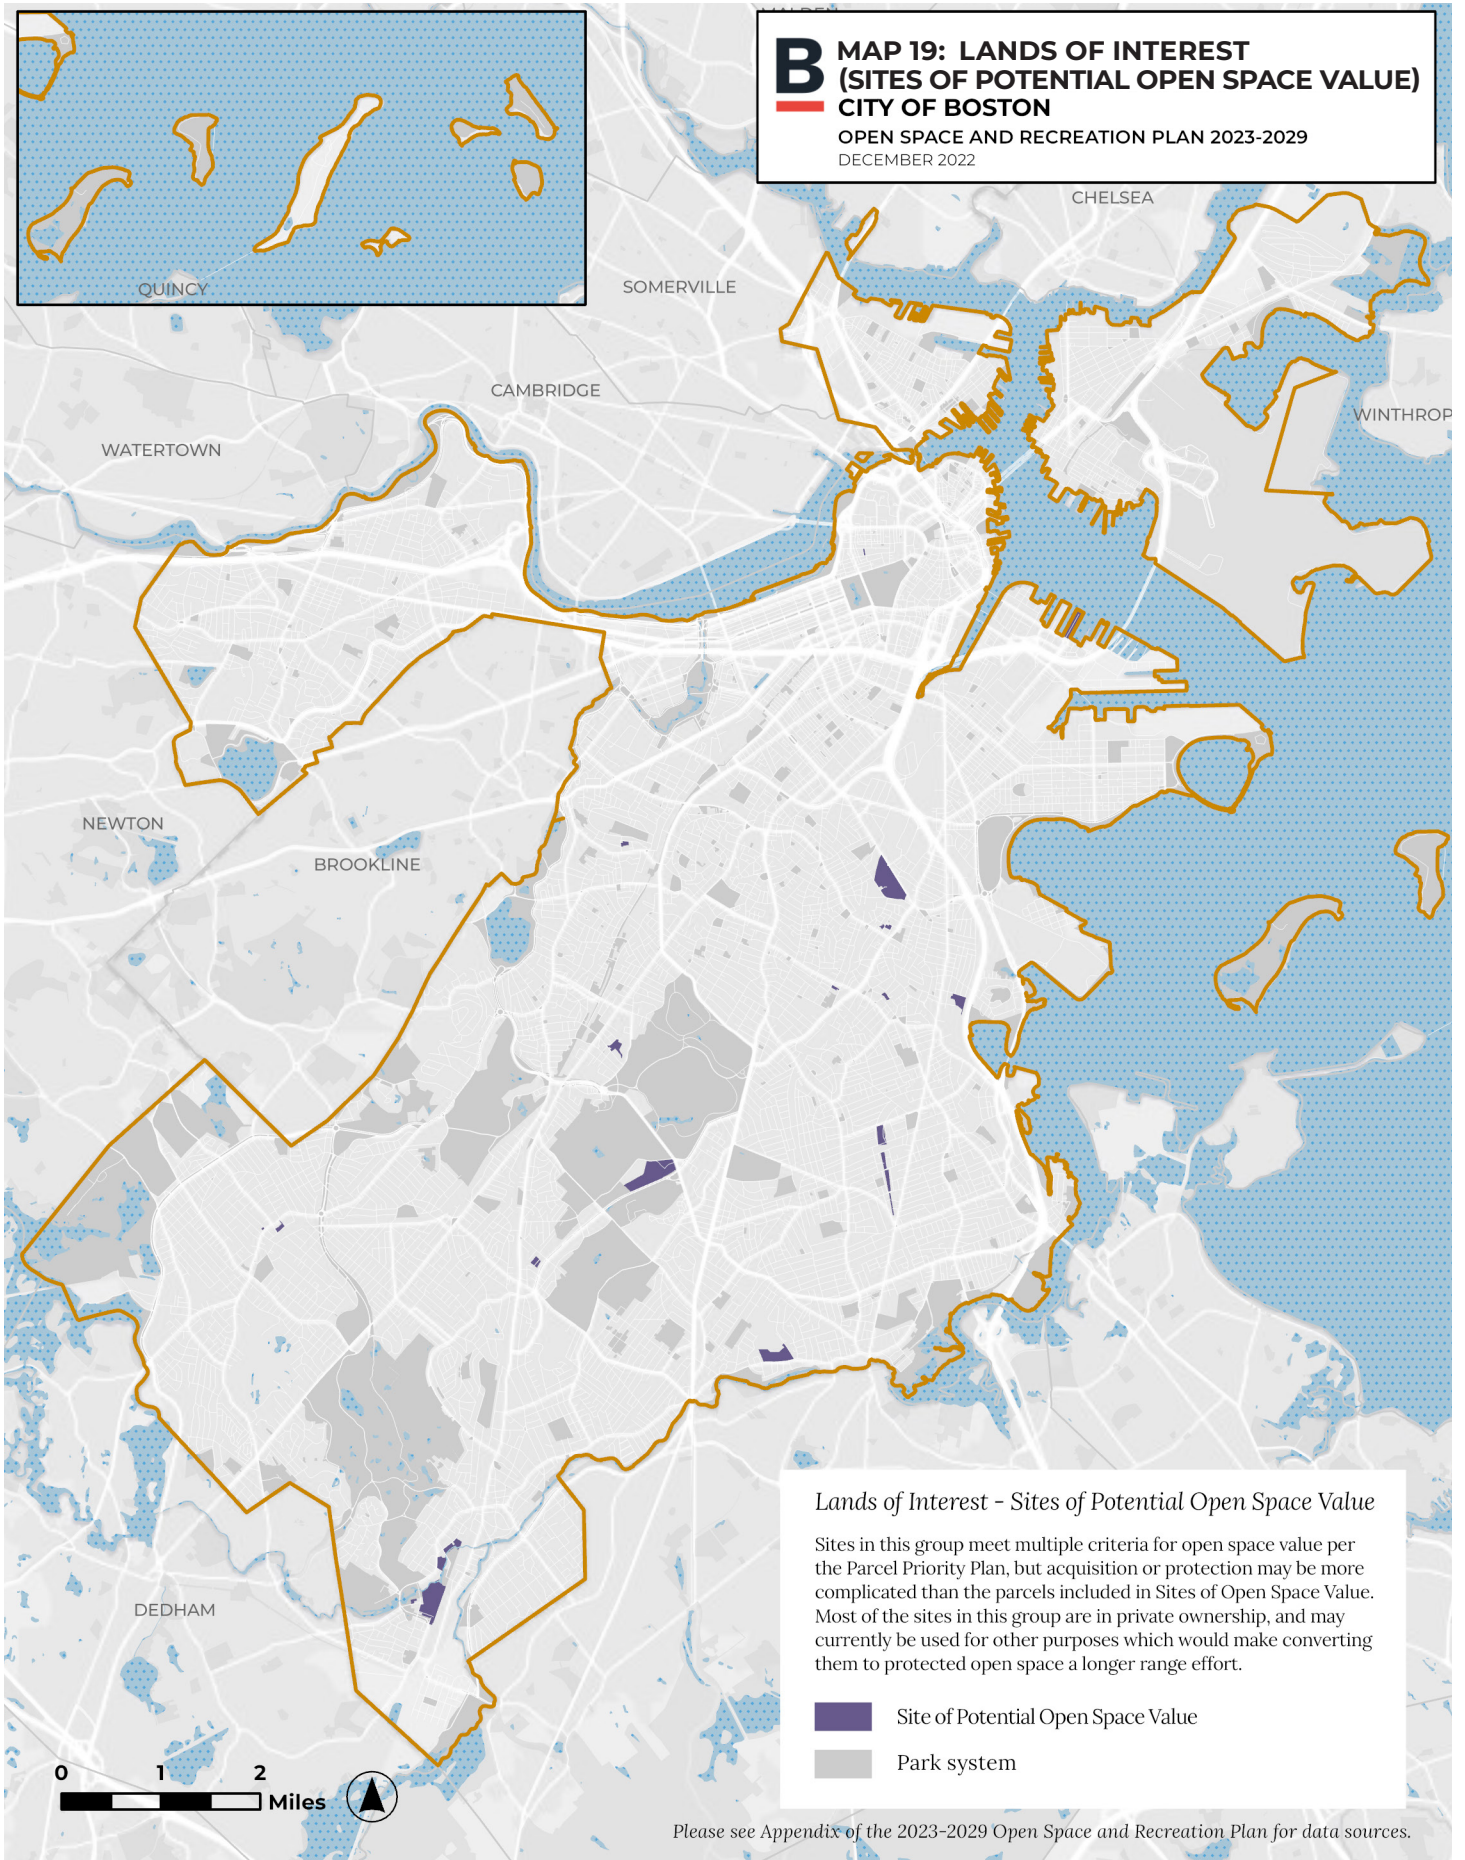 B
MAP 19: LANDS OF INTEREST
(SITES OF POTENTIAL OPEN SPACE VALUE)
CITY OF BOSTON
OPEN SPACE AND RECREATION PLAN 2023-2029
DECEMBER 2022
CHELSEA
QUINCY
SOMERVILLE
CAMBRIDGE
WINTHROP
WATERTOWN
NEWTON
BROOKLINE
DEDHAM
Lands of Interest - Sites of Potential Open Space Value
Sites in this group meet multiple criteria for open space value per
the Parcel Priority Plan, but acquisition or protection may be more
complicated than the parcels included in Sites of Open Space Value.
Most of the sites in this group are in private ownership, and may
currently be used for other purposes which would make converting
them to protected open space a longer range effort.
Site of Potential Open Space Value
Park system
0 1 2
Miles
Please see Appendix of the 2023-2029 Open Space and Recreation Plan for data sources.